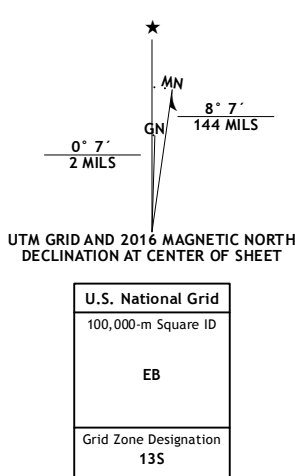 MN
8° 7´
144 MILS
GN
0° 7´
2 MILS
UTM GRID AND 2016 MAGNETIC NORTH
DECLINATION AT CENTER OF SHEET
U.S. National Grid
100,000-m Square ID
EB
Grid Zone Designation
13S